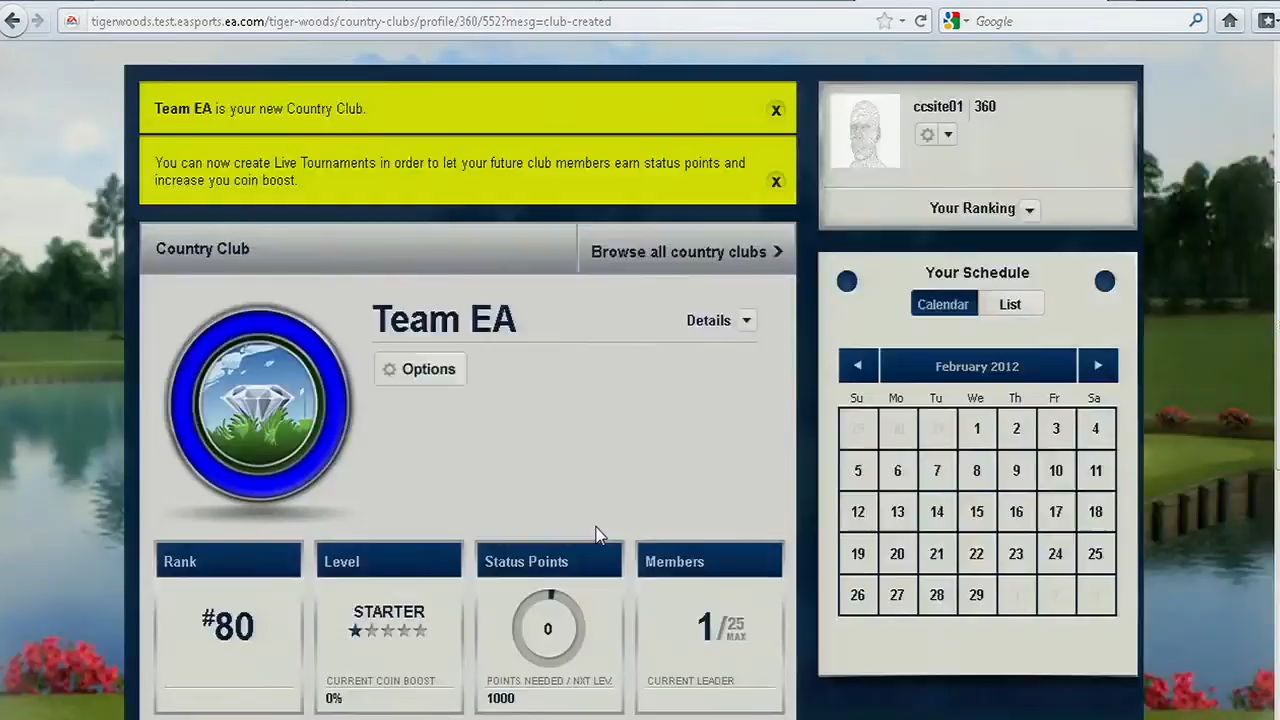 tigerwoods.test.easports.ea.com/tiger-woods/country-clubs/profile/360/552?mesg=club-created
Google
Team EA is your new Country Club.
X
You can now create Live Tournaments in order to let your future club members earn status points and
increase you coin boost.
X
ccsite01 | 360
Your Ranking
Country Club
Browse all country clubs >
Team EA
Details
Options
Rank
#80
Level
STARTER
CURRENT COIN BOOST
0%
Status Points
0
POINTS NEEDED / NXT LEV.
1000
Members
1/25
MAX
CURRENT LEADER
Your Schedule
Calendar List
February 2012
Su Mo Tu We Th Fr Sa
1 2 3 4
5 6 7 8 9 10 11
12 13 14 15 16 17 18
19 20 21 22 23 24 25
26 27 28 29